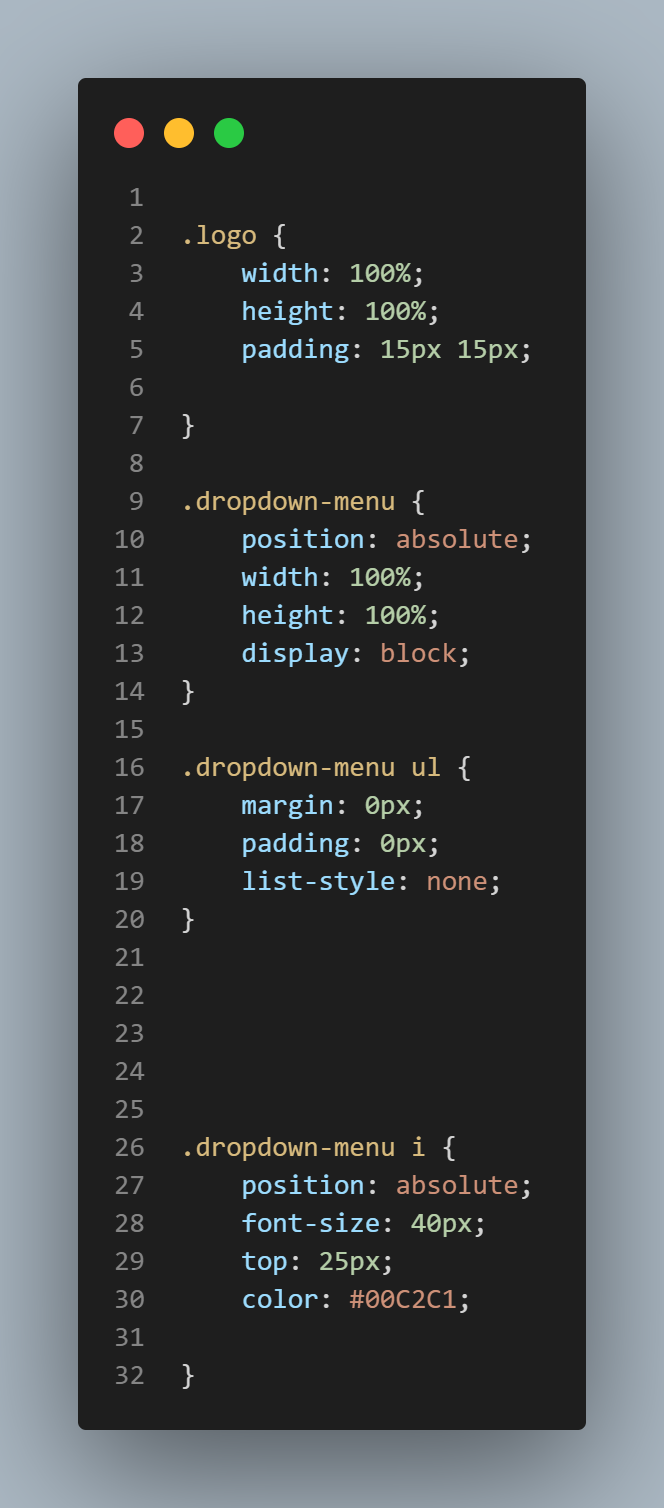 1
2 .logo {
3     width: 100%;
4     height: 100%;
5     padding: 15px 15px;
6
7 }
8
9 .dropdown-menu {
10     position: absolute;
11     width: 100%;
12     height: 100%;
13     display: block;
14 }
15
16 .dropdown-menu ul {
17     margin: 0px;
18     padding: 0px;
19     list-style: none;
20 }
21
22
23
24
25
26 .dropdown-menu i {
27     position: absolute;
28     font-size: 40px;
29     top: 25px;
30     color: #00C2C1;
31
32 }